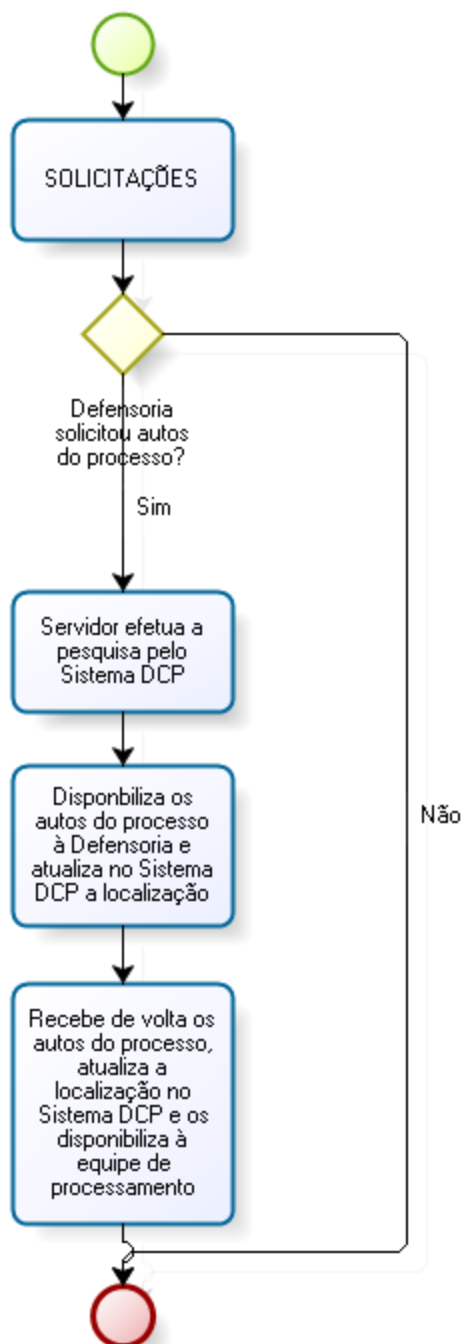 SOLICITAÇÕES
Defensoria
solicitou autos
do processo?
Sim
Servidor efetua a
pesquisa pelo
Sistema DCP
Disponbiliza os
autos do processo
à Defensoria e
atualiza no Sistema
DCP a localização
Não
Recebe de volta os
autos do processo,
atualiza a
localização no
Sistema DCP e os
disponibiliza à
equipe de
processamento